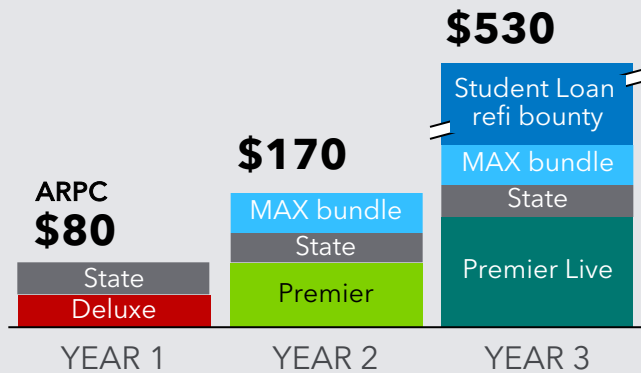 ARPC
$80
State
Deluxe
YEAR 1
$170
MAX bundle
State
Premier
YEAR 2
$530
Student Loan
refi bounty
MAX bundle
State
Premier Live
YEAR 3